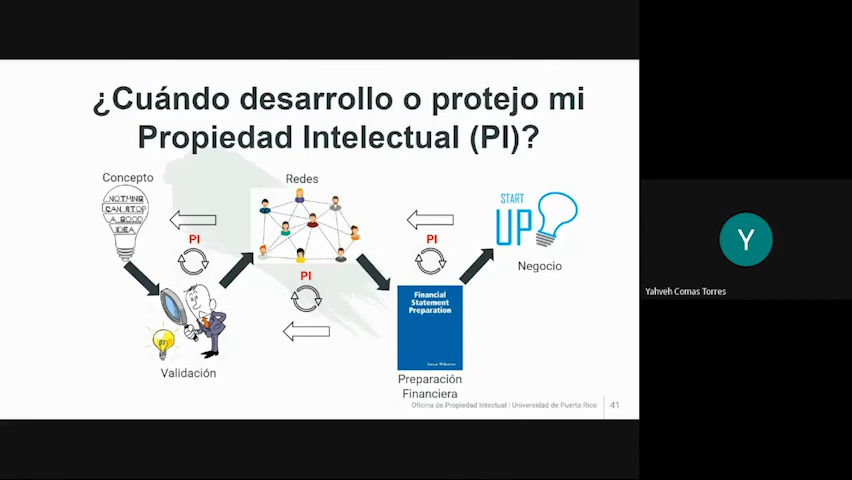 ¿Cuándo desarrollo o protejo mi
Propiedad Intelectual (PI)?
Concepto
NOTHING
CAN STOP
A GOOD
IDEA
Redes
START
UP
PI
PI
PI
Negocio
Financial
Statement
Preparation
Validación
Preparación
Financiera
Oficina de Propiedad Intectual | Universidad de Puerto Rico
41
Y
Yahveh Comas Torres